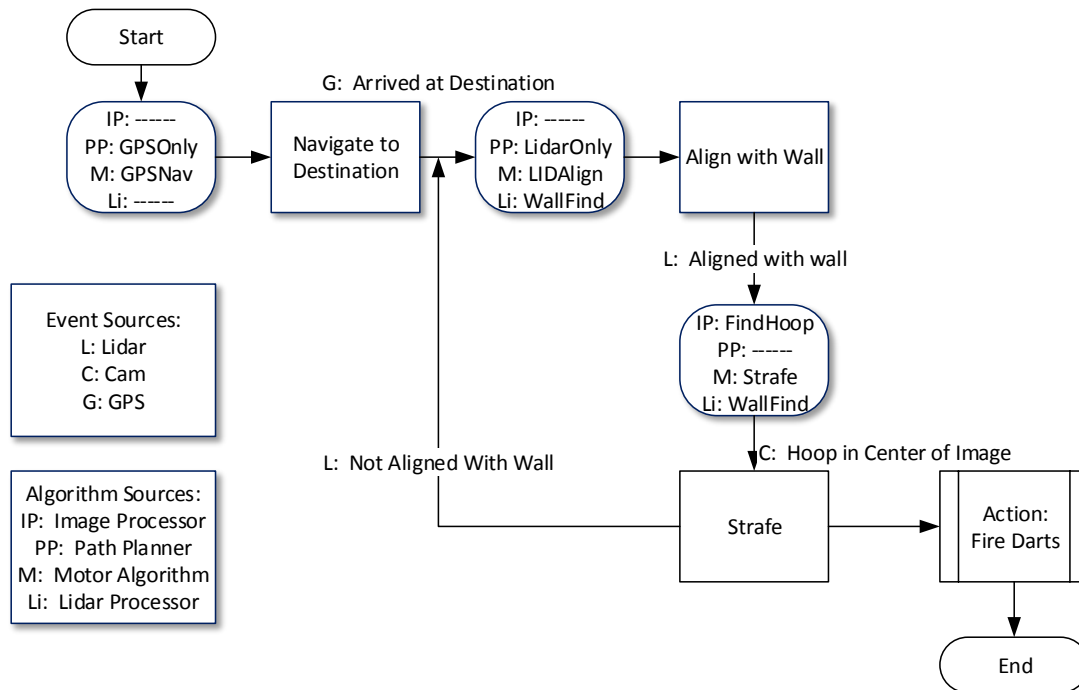 Start
G:  Arrived at Destination
IP: ------
PP: GPSOnly
M: GPSNav
Li: ------
Navigate to
Destination
IP: ------
PP: LidarOnly
M: LIDAlign
Li: WallFind
Align with Wall
L:  Aligned with wall
Event Sources:
L: Lidar
C: Cam
G: GPS
IP: FindHoop
PP: ------
M: Strafe
Li: WallFind
L:  Not Aligned With Wall
C:  Hoop in Center of Image
Algorithm Sources:
IP:  Image Processor
PP:  Path Planner
M:  Motor Algorithm
Li:  Lidar Processor
Strafe
Action:
Fire Darts
End